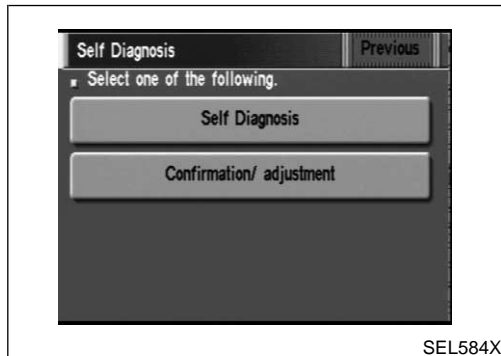 Self Diagnosis Previous
Select one of the following.
Self Diagnosis
Confirmation/ adjustment
SEL584X